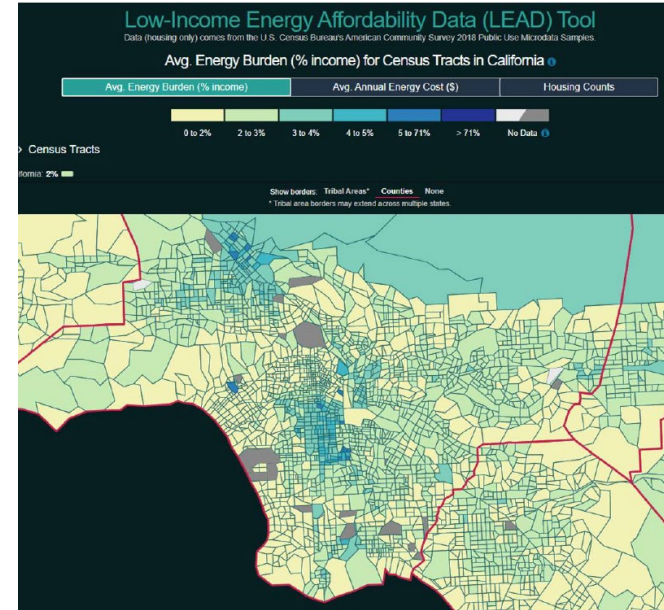 Low-Income Energy Affordability Data (LEAD) Tool
Data (housing only) comes from the U.S. Census Bureau's American Community Survey 2018 Public Use Microdata Samples.
Avg. Energy Burden (% income) for Census Tracts in California
Avg. Energy Burden (% income) Avg. Annual Energy Cost ($) Housing Counts
0 to 2% 2 to 3% 3 to 4% 4 to 5% 5 to 71% > 71% No Data
› Census Tracts
ifornia: 2%
Show borders: Tribal Areas* Counties None
* Tribal area borders may extend across multiple states.